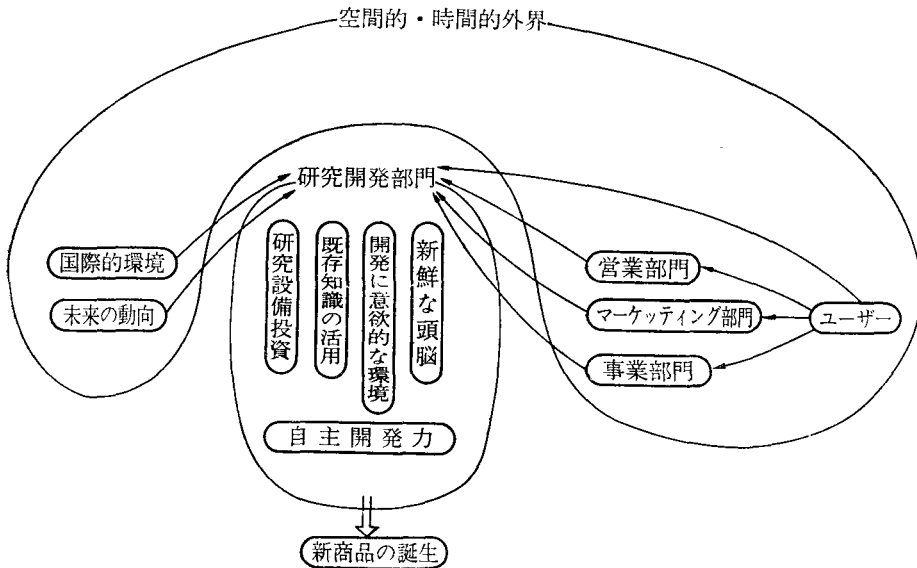 空間的・時間的外界
研究開発部門
国際的環境
未来の動向
研究設備投資
既存知識の活用
開発に意欲的な環境
新鮮な頭脳
自主開発力
営業部門
マーケッティング部門
事業部門
ユーザー
新商品の誕生